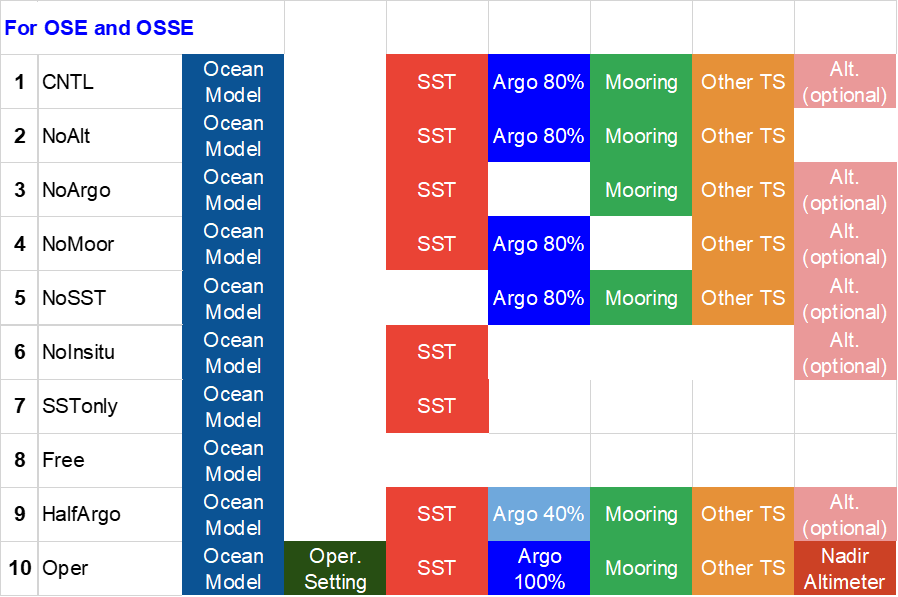 For OSE and OSSE
1 CNTL Ocean Model SST Argo 80% Mooring Other TS Alt. (optional)
2 NoAlt Ocean Model SST Argo 80% Mooring Other TS
3 NoArgo Ocean Model SST Mooring Other TS Alt. (optional)
4 NoMoor Ocean Model SST Argo 80% Other TS Alt. (optional)
5 NoSST Ocean Model Argo 80% Mooring Other TS Alt. (optional)
6 NoInsitu Ocean Model SST Alt. (optional)
7 SSTonly Ocean Model SST
8 Free Ocean Model
9 HalfArgo Ocean Model SST Argo 40% Mooring Other TS Alt. (optional)
10 Oper Ocean Model Oper. Setting SST Argo 100% Mooring Other TS Nadir Altimeter